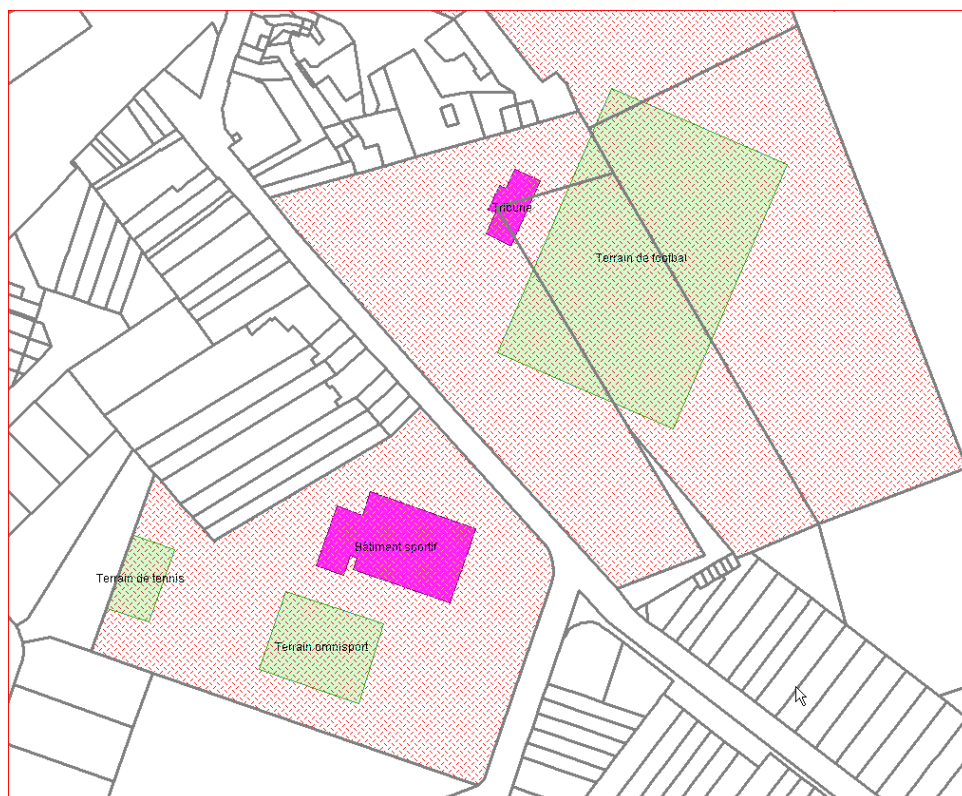 Tribune
Terrain de footbal
Bâtiment sportif
Terrain de tennis
Terrain omnisport